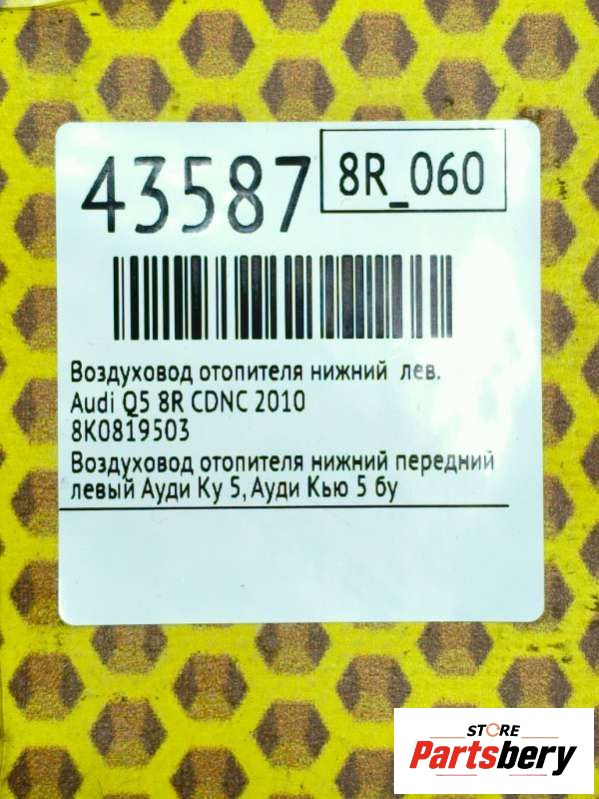 43587
8R_060
Воздуховод отопителя нижний лев.
Audi Q5 8R CDNC 2010
8K0819503
Воздуховод отопителя нижний передний
левый Ауди Ку 5, Ауди Кью 5 бу
STORE
Partsbery